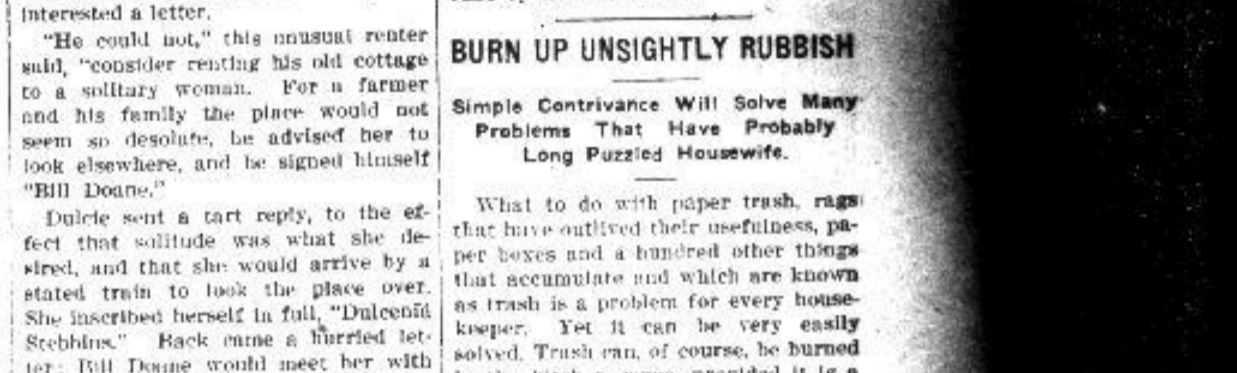 interested a letter.
"He could not," this unusual renter
said, "consider renting his old cottage
to a solitary woman. For a farmer
and his family the place would not
seem so desolate, he advised her to
look elsewhere, and he signed himself
"Bill Doane."
Dulcie sent a tart reply, to the ef-
fect that solitude was what she de-
sired, and that she would arrive by a
stated train to look the place over.
She inscribed herself in full, "Dulcenid
Stebbins." Back came a hurried let-
ter: Bill Doane would meet her with
BURN UP UNSIGHTLY RUBBISH
Simple Contrivance Will Solve Many
Problems That Have Probably
Long Puzzled Housewife.
What to do with paper trash, rags
that have outlived their usefulness, pa-
per boxes and a hundred other things
that accumulate and which are known
as trash is a problem for every house-
keeper. Yet it can be very easily
solved. Trash can, of course, be burned
provided it is a